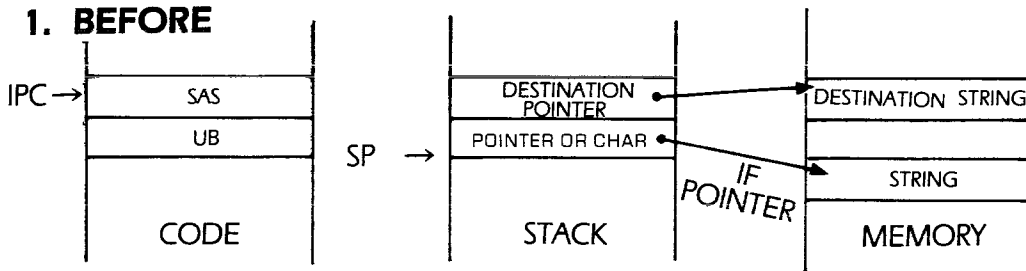 1. BEFORE
IPC → SAS
UB
CODE
SP →
DESTINATION
POINTER
POINTER OR CHAR
STACK
IF
POINTER
DESTINATION STRING
STRING
MEMORY